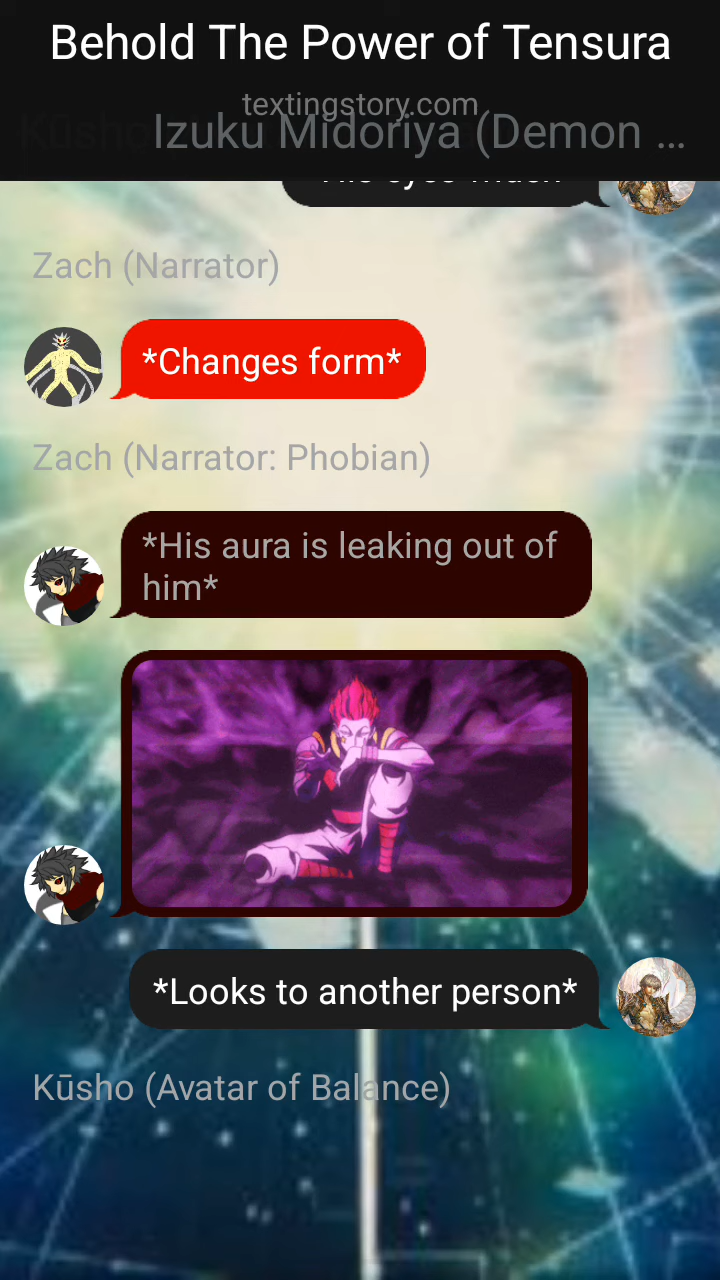 Behold The Power of Tensura
textingstory.com
Kūsho
Izuku Midoriya (Demon ...
Zach (Narrator)
*Changes form*
Zach (Narrator: Phobian)
*His aura is leaking out of
him*
*Looks to another person*
Kūsho (Avatar of Balance)